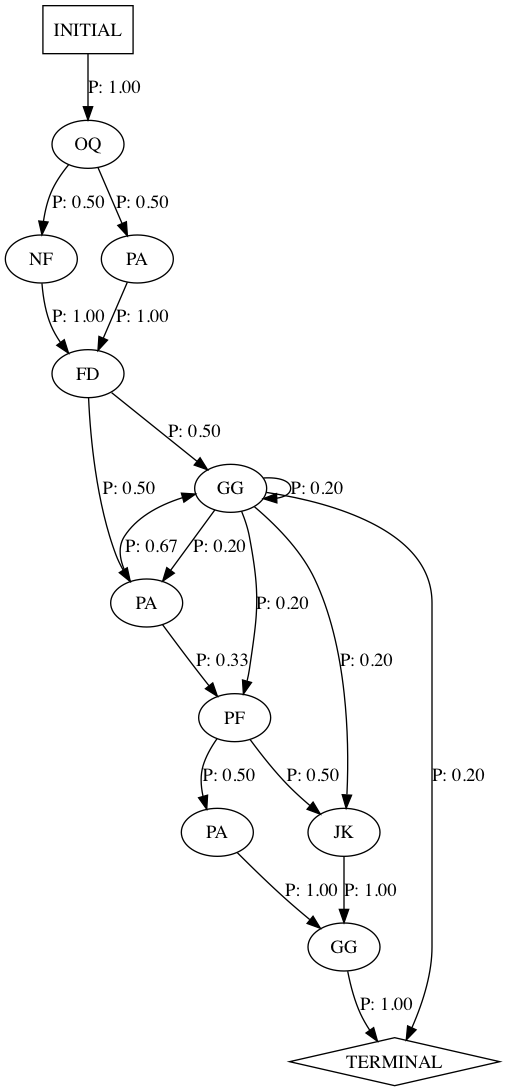 INITIAL
P: 1.00
OQ
P: 0.50 P: 0.50
NF PA
P: 1.00 P: 1.00
FD
P: 0.50
P: 0.50 GG P: 0.20
P: 0.67 P: 0.20
PA P: 0.20
P: 0.33 P: 0.20
PF
P: 0.50 P: 0.50 P: 0.20
PA JK
P: 1.00 P: 1.00
GG
P: 1.00
TERMINAL